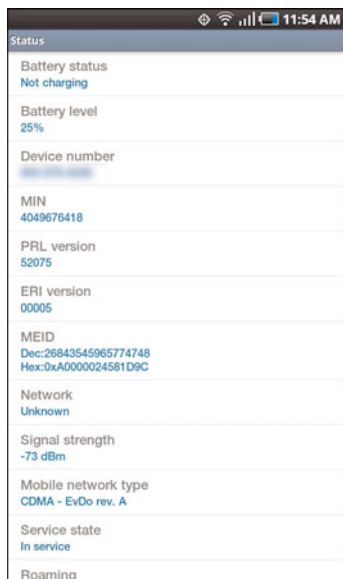 11:54 AM
Status
Battery status
Not charging
Battery level
25%
Device number
MIN
4049676418
PRL version
52075
ERI version
00005
MEID
Dec:26843545965774748
Hex:0xA0000024581D9C
Network
Unknown
Signal strength
-73 dBm
Mobile network type
CDMA - EvDo rev. A
Service state
In service
Roaming